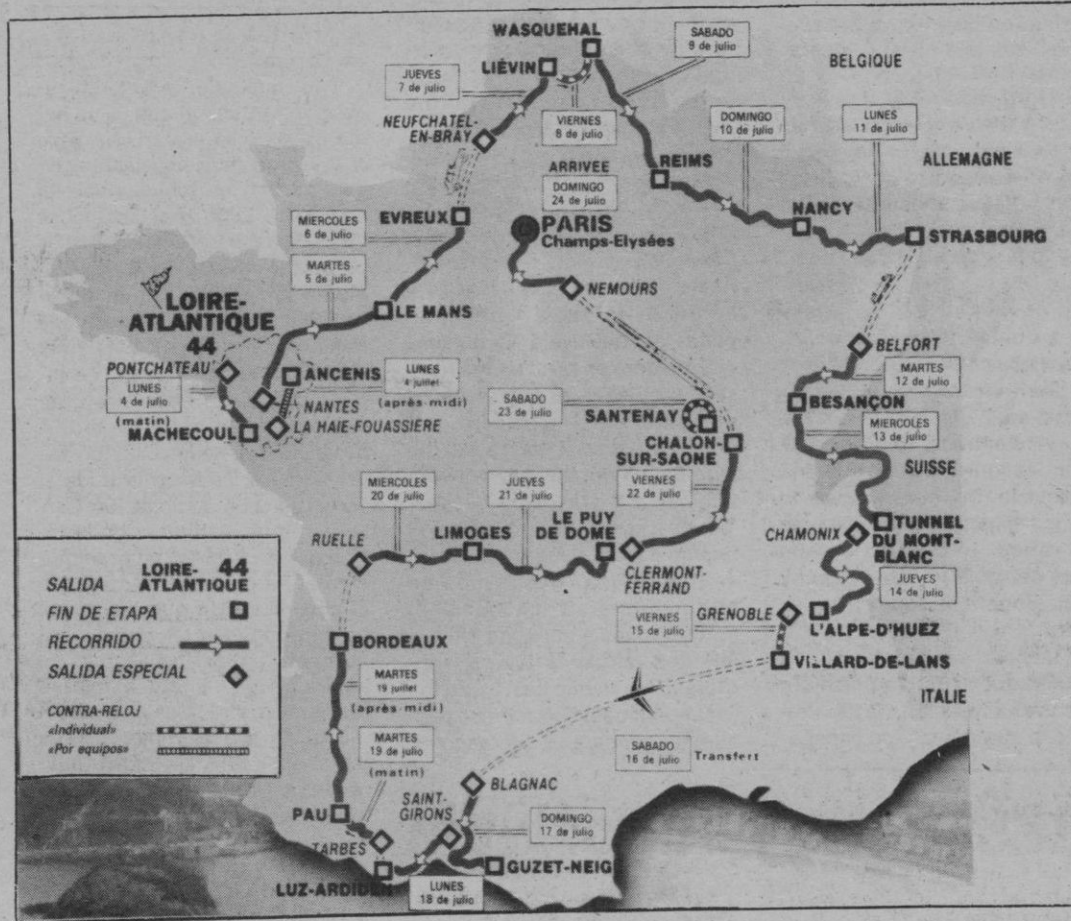 WASQUEHAL
SABADO
9 de julio
BELGIQUE
LIÉVIN
JUEVES
7 de julio
VIERNES
8 de julio
DOMINGO
10 de julio
LUNES
11 de julio
NEUFCHATEL-
EN-BRAY
ALLEMAGNE
REIMS
ARRIVEE
DOMINGO
24 de julio
EVREUX
PARIS
Champs-Elysées
NANCY
STRASBOURG
MIERCOLES
6 de julio
MARTES
5 de julio
NEMOURS
LOIRE-
ATLANTIQUE
44
LE MANS
BELFORT
PONTCHATEAU
ANCENIS
LUNES
4 juillet
(après-midi)
MARTES
12 de julio
LUNES
4 de julio
(matin)
NANTES
SABADO
23 de julio
SANTENAY
BESANÇON
MACHECOUL
LA HAIE-FOUASSIERE
CHALON-
SUR-SAONE
MIERCOLES
13 de julio
SUISSE
MIERCOLES
20 de julio
JUEVES
21 de julio
VIERNES
22 de julio
RUELLE
LIMOGES
LE PUY
DE DOME
CHAMONIX
TUNNEL
DU MONT-
BLANC
CLERMONT-
FERRAND
JUEVES
14 de julio
VIERNES
15 de julio
GRENOBLE
L'ALPE-D'HUEZ
BORDEAUX
VILLARD-DE-LANS
ITALIE
SALIDA
LOIRE- 44
ATLANTIQUE
FIN DE ETAPA
RECORRIDO
SALIDA ESPECIAL
CONTRA-RELOJ
«Individual»
«Por equipos»
MARTES
19 juillet
(après-midi)
MARTES
19 de julio
(matin)
SABADO
16 de julio
Transfert
BLAGNAC
PAU
SAINT-
GIRONS
DOMINGO
17 de julio
TARBES
GUZET-NEIG
LUZ-ARDIDEN
LUNES
18 de julio